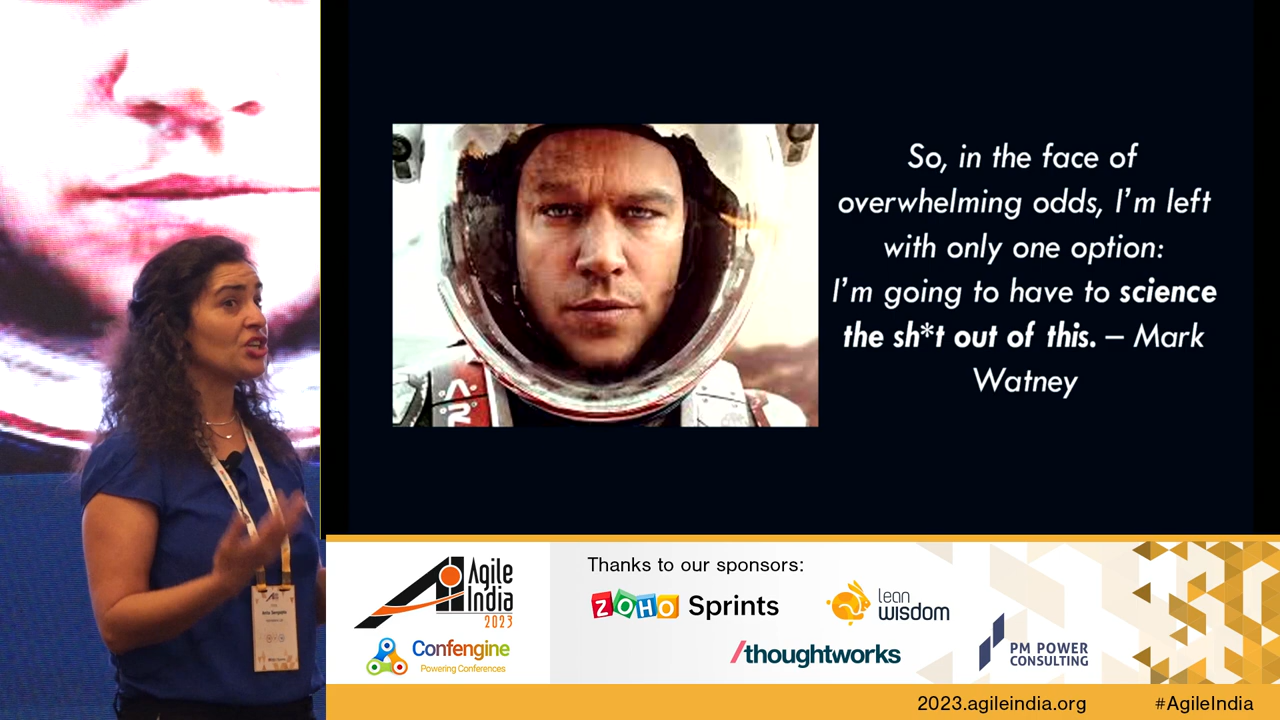 So, in the face of
overwhelming odds, I'm left
with only one option:
I'm going to have to science
the sh*t out of this. – Mark
Watney
Agile
India
2023
Confengine
Powering Conferences
Thanks to our sponsors:
ZOHO Sprints
lean
wisdom
/thoughtworks
PM POWER
CONSULTING
2023.agileindia.org
#AgileIndia